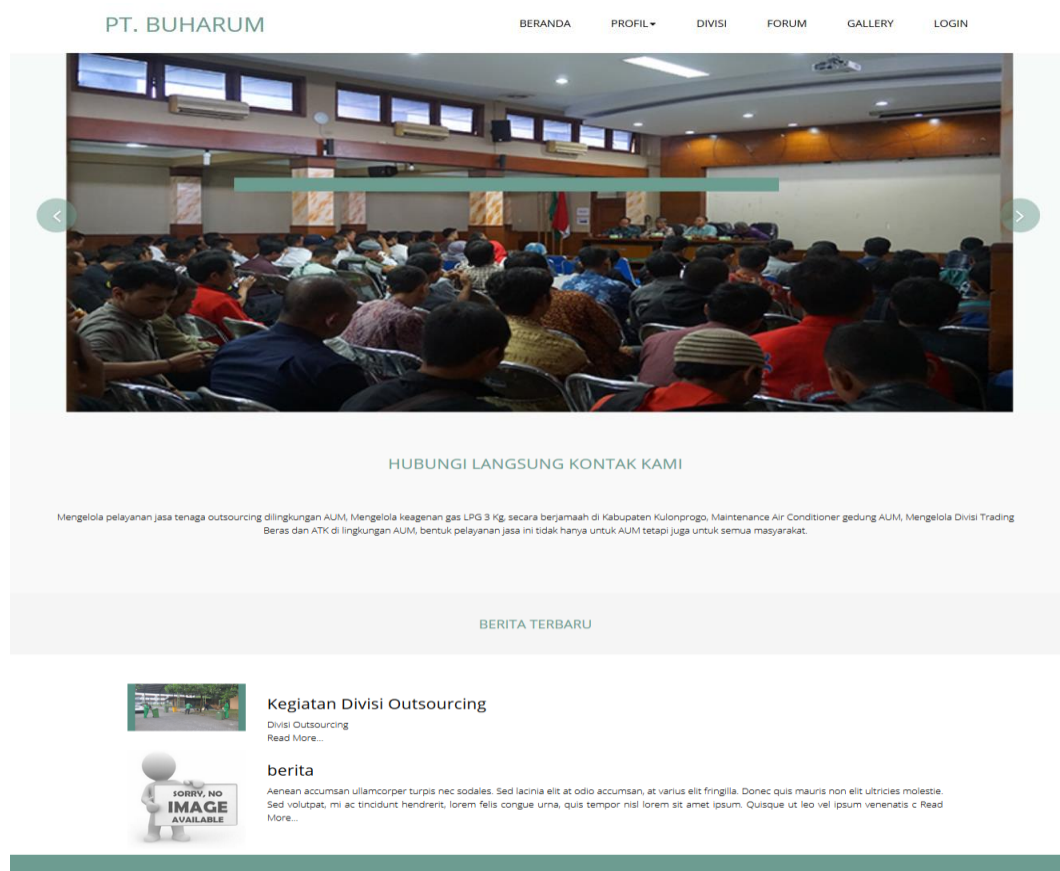 PT. BUHARUM
BERANDA PROFIL DIVISI FORUM GALLERY LOGIN
HUBUNGI LANGSUNG KONTAK KAMI
Mengelola pelayanan jasa tenaga outsourcing dilingkungan AUM, Mengelola keagenan gas LPG 3 Kg, secara berjamaah di Kabupaten Kulonprogo, Maintenance Air Conditioner gedung AUM, Mengelola Divisi Trading
Beras dan ATK di lingkungan AUM, bentuk pelayanan jasa ini tidak hanya untuk AUM tetapi juga untuk semua masyarakat.
BERITA TERBARU
Kegiatan Divisi Outsourcing
Divisi Outsourcing
Read More...
SORRY, NO
IMAGE
AVAILABLE
berita
Aenean accumsan ullamcorper turpis nec sodales. Sed lacinia elit at odio accumsan, at varius elit fringilla. Donec quis mauris non elit ultricies molestie.
Sed volutpat, mi ac tincidunt hendrerit, lorem felis congue urna, quis tempor nisl lorem sit amet ipsum. Quisque ut leo vel ipsum venenatis c Read
More...